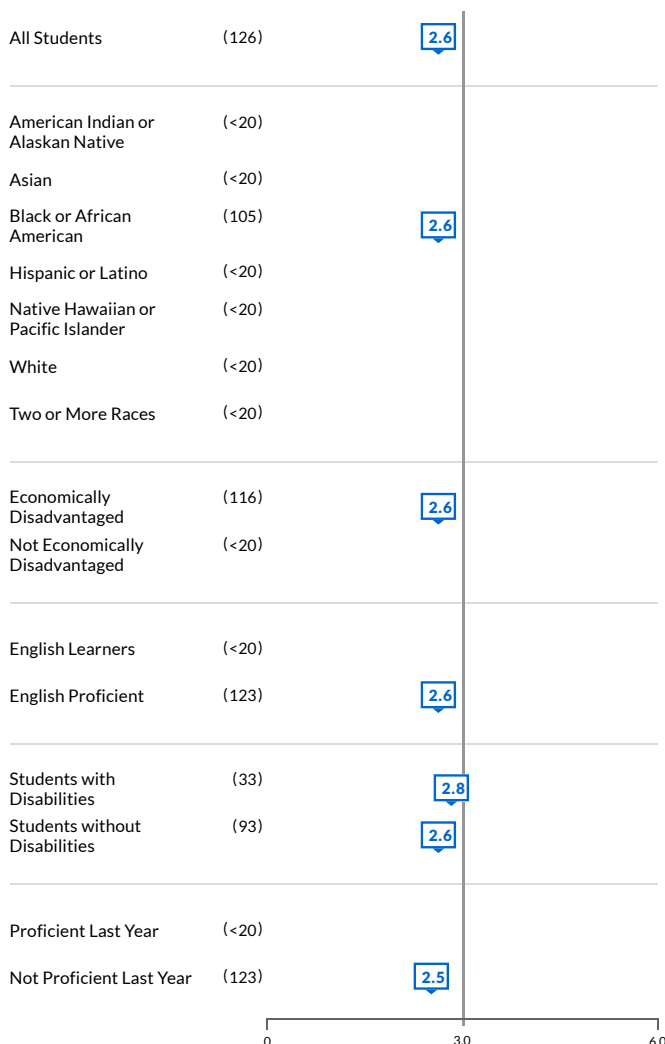 All Students (126) 2.6
American Indian or (<20)
Alaskan Native
Asian (<20)
Black or African (105) 2.6
American
Hispanic or Latino (<20)
Native Hawaiian or (<20)
Pacific Islander
White (<20)
Two or More Races (<20)
Economically (116) 2.6
Disadvantaged
Not Economically (<20)
Disadvantaged
English Learners (<20)
English Proficient (123) 2.6
Students with (33) 2.8
Disabilities
Students without (93) 2.6
Disabilities
Proficient Last Year (<20)
Not Proficient Last Year (123) 2.5
0 3.0 6.0